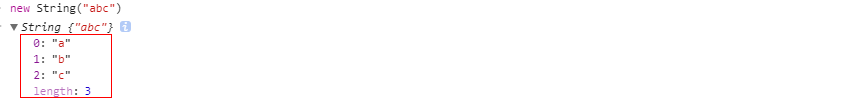 new String("abc")
▼String {"abc"} i
0: "a"
1: "b"
2: "c"
length: 3